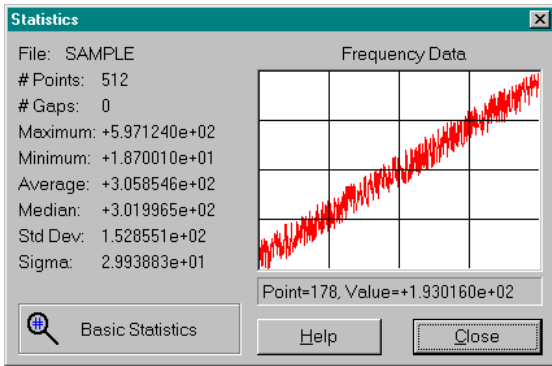 Statistics
File: SAMPLE
# Points: 512
# Gaps: 0
Maximum: +5.971240e+02
Minimum: +1.870010e+01
Average: +3.058546e+02
Median: +3.019965e+02
Std Dev: 1.528551e+02
Sigma: 2.993883e+01
Frequency Data
Point=178, Value=+1.930160e+02
# Basic Statistics
Help
Close